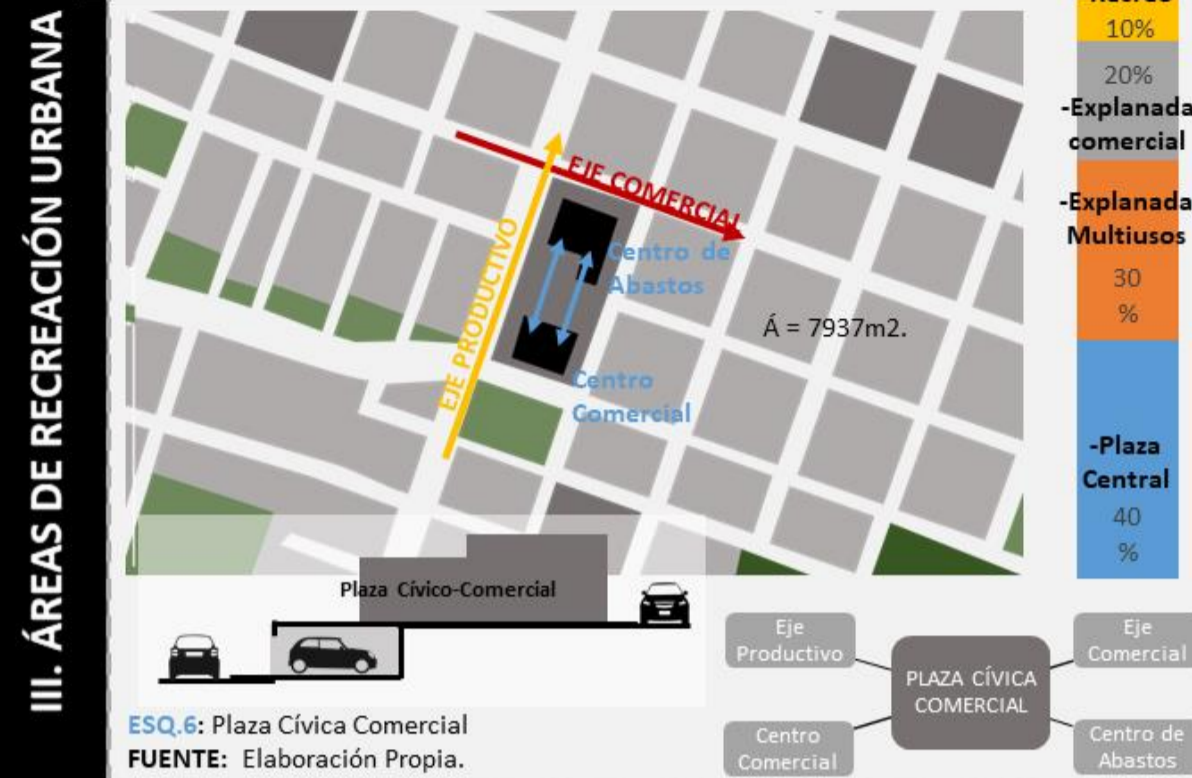 III. ÁREAS DE RECREACIÓN URBANA
EJE COMERCIAL
EJE PRODUCTIVO
Centro de
Abastos
Á = 7937m2.
Centro
Comercial
10%
20%
-Explanada
comercial
-Explanada
Multiusos
30
%
-Plaza
Central
40
%
Plaza Cívico-Comercial
ESQ.6: Plaza Cívica Comercial
FUENTE: Elaboración Propia.
Eje
Productivo
Eje
Comercial
PLAZA CÍVICA
COMERCIAL
Centro
Comercial
Centro de
Abastos